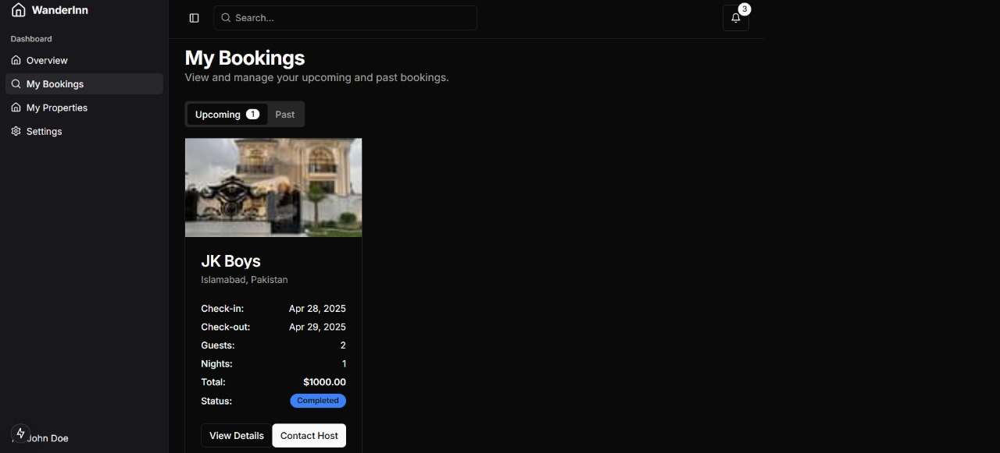 WanderInn
Search...
3
Dashboard
Overview
My Bookings
My Properties
Settings
My Bookings
View and manage your upcoming and past bookings.
Upcoming 1 Past
JK Boys
Islamabad, Pakistan
Check-in: Apr 28, 2025
Check-out: Apr 29, 2025
Guests: 2
Nights: 1
Total: $1000.00
Status: Completed
View Details Contact Host
John Doe